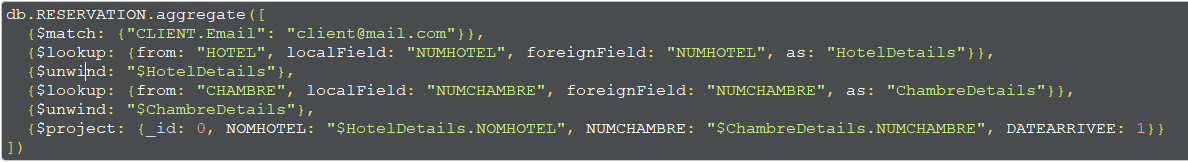 db.RESERVATION.aggregate([
  {$match: {"CLIENT.Email": "client@mail.com"}},
  {$lookup: {from: "HOTEL", localField: "NUMHOTEL", foreignField: "NUMHOTEL", as: "HotelDetails"}},
  {$unwind: "$HotelDetails"},
  {$lookup: {from: "CHAMBRE", localField: "NUMCHAMBRE", foreignField: "NUMCHAMBRE", as: "ChambreDetails"}},
  {$unwind: "$ChambreDetails"},
  {$project: {_id: 0, NOMHOTEL: "$HotelDetails.NOMHOTEL", NUMCHAMBRE: "$ChambreDetails.NUMCHAMBRE", DATEARRIVEE: 1}}
])